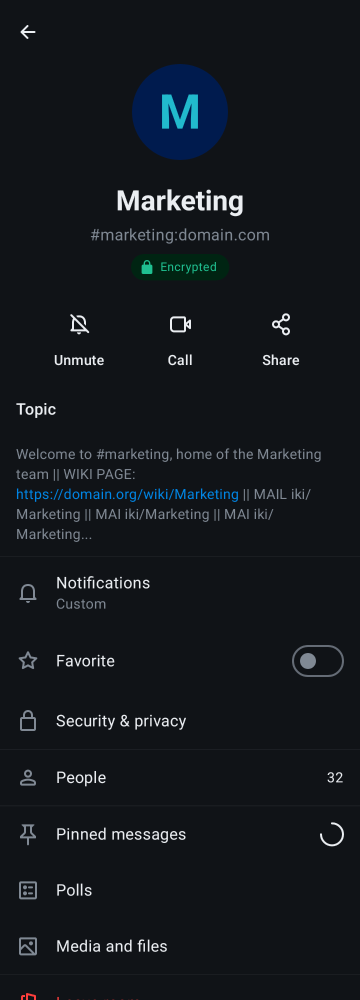 M
Marketing
#marketing:domain.com
Encrypted
Unmute Call Share
Topic
Welcome to #marketing, home of the Marketing
team || WIKI PAGE:
https://domain.org/wiki/Marketing || MAIL iki/
Marketing || MAI iki/Marketing || MAI iki/
Marketing...
Notifications
Custom
Favorite
Security & privacy
People 32
Pinned messages
Polls
Media and files